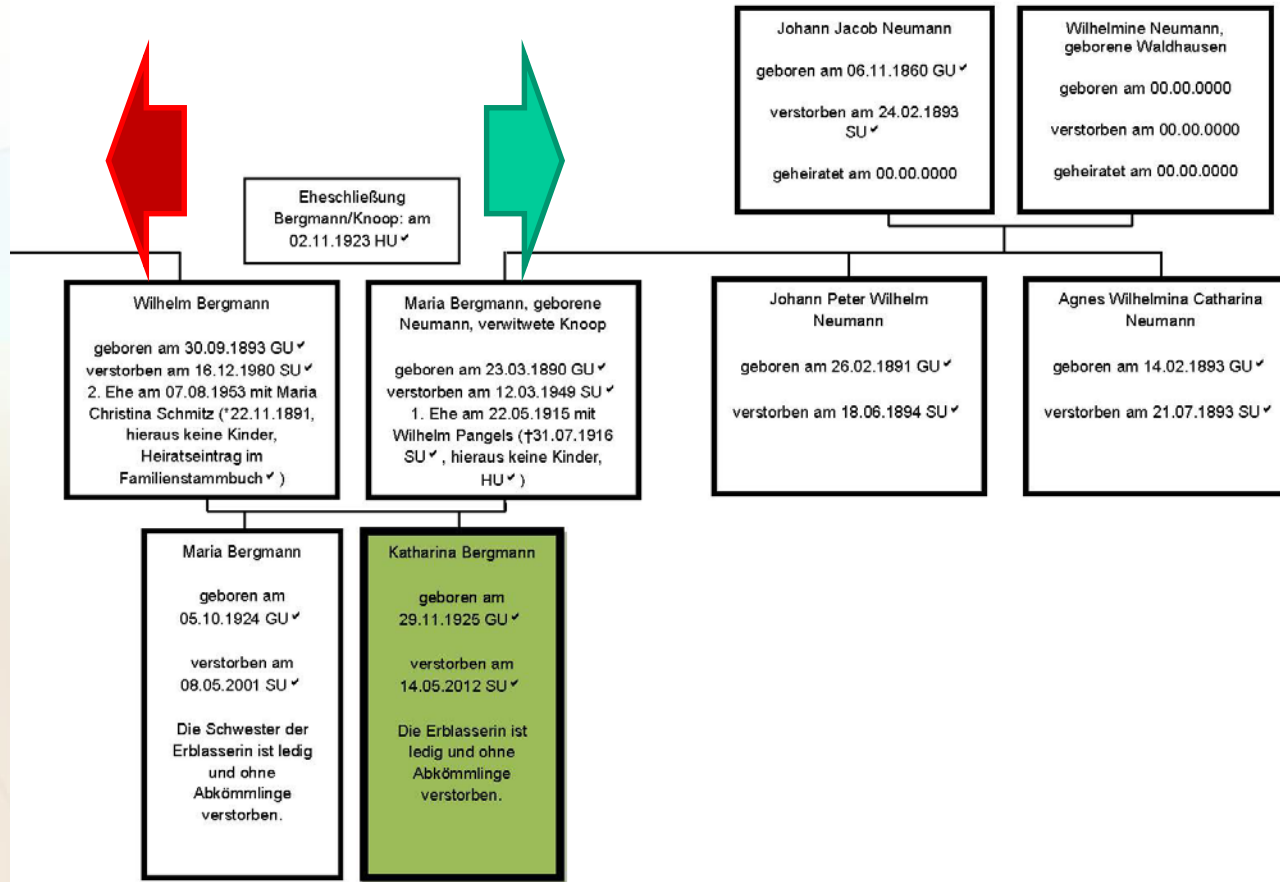 Johann Jacob Neumann
geboren am 06.11.1860 GU ✔
verstorben am 24.02.1893
SU ✔
geheiratet am 00.00.0000
Wilhelmine Neumann,
geborene Waldhausen
geboren am 00.00.0000
verstorben am 00.00.0000
geheiratet am 00.00.0000
Eheschließung
Bergmann/Knoop: am
02.11.1923 HU ✔
Wilhelm Bergmann
geboren am 30.09.1893 GU ✔
verstorben am 16.12.1980 SU ✔
2. Ehe am 07.08.1953 mit Maria
Christina Schmitz (*22.11.1891,
hieraus keine Kinder,
Heiratseintrag im
Familienstammbuch ✔ )
Maria Bergmann, geborene
Neumann, verwitwete Knoop
geboren am 23.03.1890 GU ✔
verstorben am 12.03.1949 SU ✔
1. Ehe am 22.05.1915 mit
Wilhelm Pangels (†31.07.1916
SU ✔ , hieraus keine Kinder,
HU ✔ )
Johann Peter Wilhelm
Neumann
geboren am 26.02.1891 GU ✔
verstorben am 18.06.1894 SU ✔
Agnes Wilhelmina Catharina
Neumann
geboren am 14.02.1893 GU ✔
verstorben am 21.07.1893 SU ✔
Maria Bergmann
geboren am
05.10.1924 GU ✔
verstorben am
08.05.2001 SU ✔
Die Schwester der
Erblasserin ist ledig
und ohne
Abkömmlinge
verstorben.
Katharina Bergmann
geboren am
29.11.1925 GU ✔
verstorben am
14.05.2012 SU ✔
Die Erblasserin ist
ledig und ohne
Abkömmlinge
verstorben.